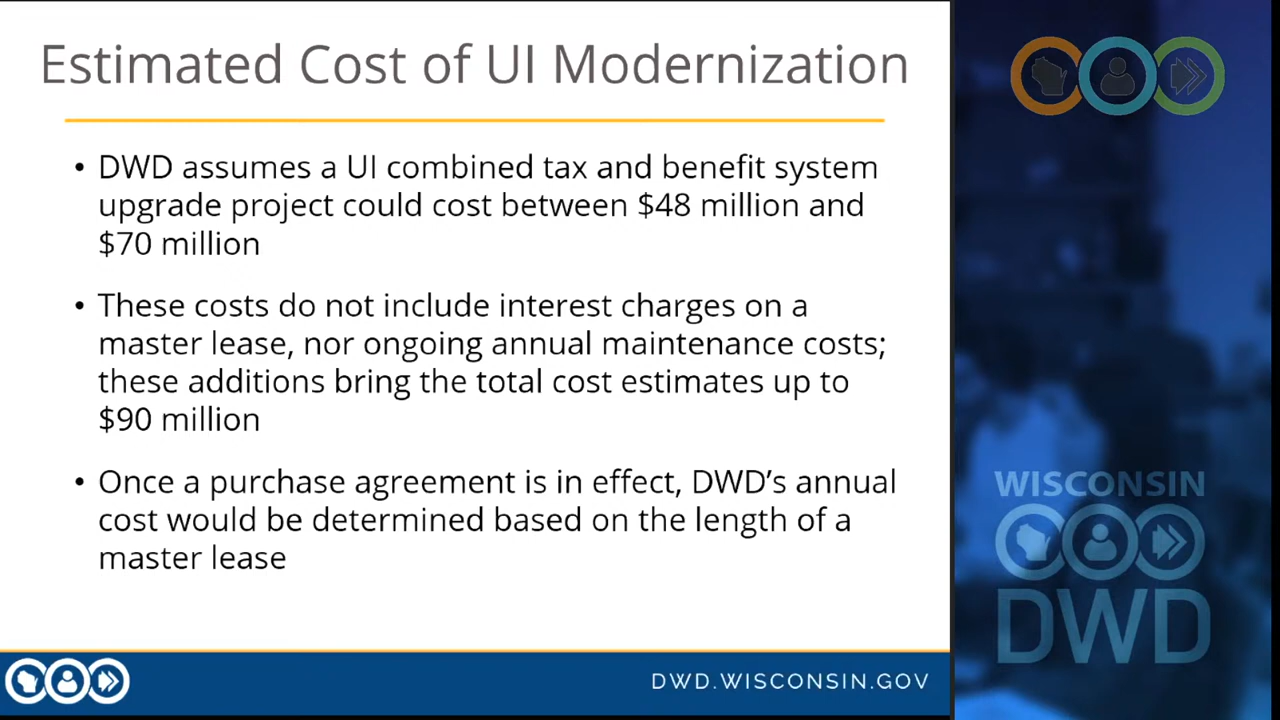 Estimated Cost of UI Modernization
• DWD assumes a UI combined tax and benefit system
upgrade project could cost between $48 million and
$70 million
• These costs do not include interest charges on a
master lease, nor ongoing annual maintenance costs;
these additions bring the total cost estimates up to
$90 million
• Once a purchase agreement is in effect, DWD’s annual
cost would be determined based on the length of a
master lease
DWD.WISCONSIN.GOV
WISCONSIN
DWD